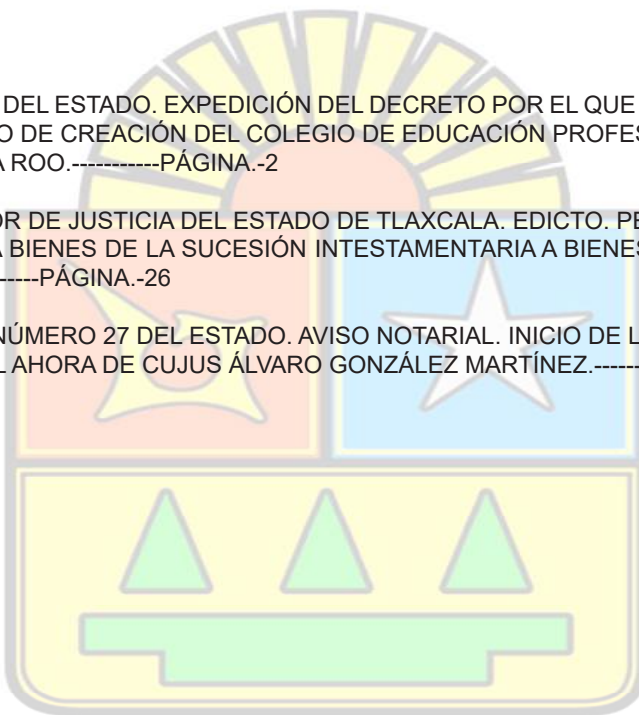 DEL ESTADO. EXPEDICIÓN DEL DECRETO POR EL QUE
O DE CREACIÓN DEL COLEGIO DE EDUCACIÓN PROFES
A ROO.-----------PÁGINA.-2
OR DE JUSTICIA DEL ESTADO DE TLAXCALA. EDICTO. PE
A BIENES DE LA SUCESIÓN INTESTAMENTARIA A BIENES
-----PÁGINA.-26
NÚMERO 27 DEL ESTADO. AVISO NOTARIAL. INICIO DE L
L AHORA DE CUJUS ÁLVARO GONZÁLEZ MARTÍNEZ.-------